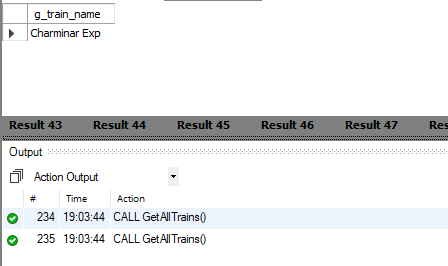 g_train_name
Charminar Exp
Result 43 Result 44 Result 45 Result 46 Result 47 Res
Output
Action Output
# Time Action
234 19:03:44 CALL GetAllTrains()
235 19:03:44 CALL GetAllTrains()